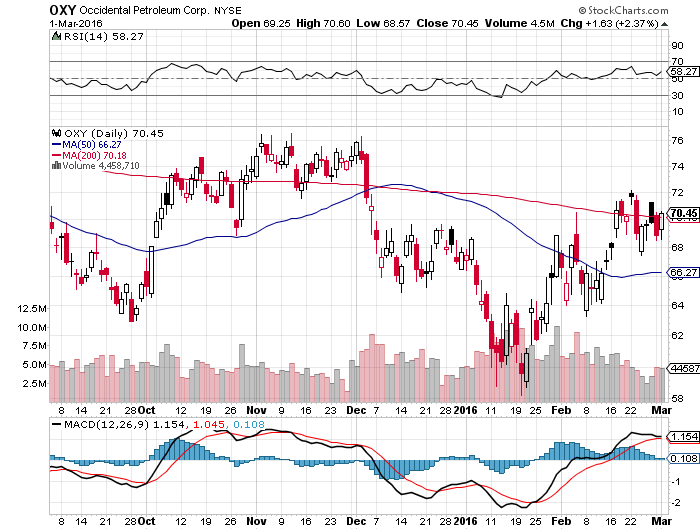 OXY Occidental Petroleum Corp. NYSE © StockCharts.com
1-Mar-2016 Open 69.25 High 70.60 Low 68.57 Close 70.45 Volume 4.5M Chg +1.63 (+2.37%)
RSI(14) 58.27
90
70
58.27
50
30
10
OXY (Daily) 70.45
MA(50) 66.27
MA(200) 70.18
Volume 4,458,710
76
74
72
70.45
68
66.27
66
64
62
60
58
12.5M
10.0M
7.5M
5.0M
2.5M
44587
8 14 21 28 Oct 5 12 19 26 Nov 9 16 23 Dec 7 14 21 28 2016 11 19 25 Feb 8 16 22 Mar
MACD(12,26,9) 1.154, 1.045, 0.108
1.154
0.108
-1
-2
8 14 21 28 Oct 5 12 19 26 Nov 9 16 23 Dec 7 14 21 28 2016 11 19 25 Feb 8 16 22 Mar